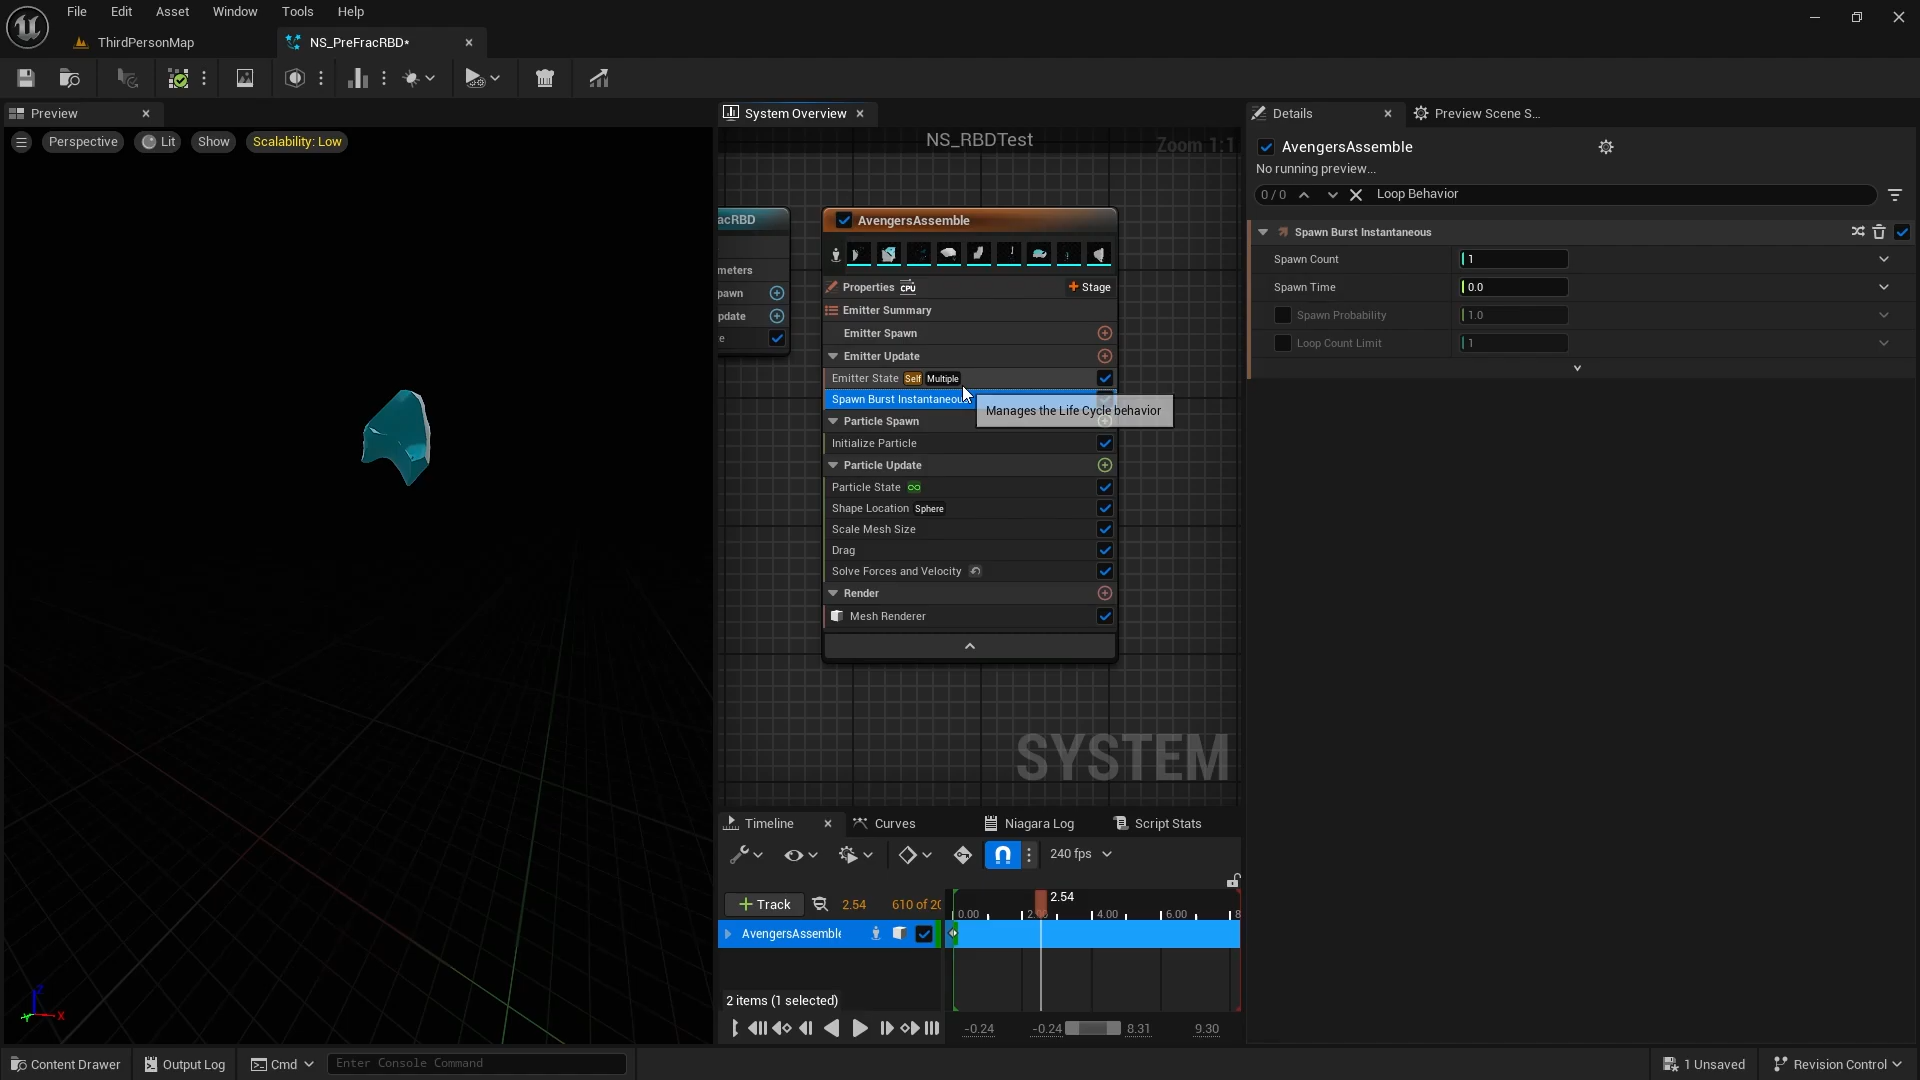 File Edit Asset Window Tools Help
ThirdPersonMap
NS_PreFracRBD*
Preview
System Overview
Details
Preview Scene S...
Perspective
Lit
Show
Scalability: Low
NS_RBDTest
Zoom 1:1
AvengersAssemble
No running preview...
0 / 0
Loop Behavior
Spawn Burst Instantaneous
Spawn Count
1
Spawn Time
0.0
Spawn Probability
1.0
Loop Count Limit
1
acRBD
meters
pawn
pdate
e
AvengersAssemble
Properties CPU
Stage
Emitter Summary
Emitter Spawn
Emitter Update
Emitter State Self Multiple
Spawn Burst Instantaneous
Manages the Life Cycle behavior
Particle Spawn
Initialize Particle
Particle Update
Particle State
Shape Location Sphere
Scale Mesh Size
Drag
Solve Forces and Velocity
Render
Mesh Renderer
SYSTEM
Timeline
Curves
Niagara Log
Script Stats
240 fps
Track
2.54
610 of 20
2.54
0.00
4.00
6.00
8
AvengersAssemble
2 items (1 selected)
-0.24
-0.24
8.31
9.30
Content Drawer
Output Log
Cmd
Enter Console Command
1 Unsaved
Revision Control
X